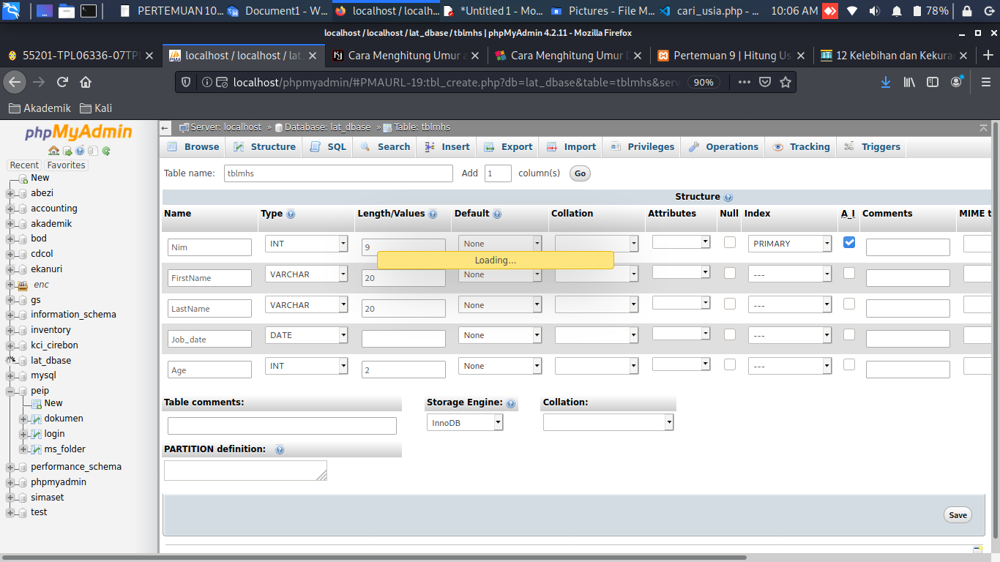 PERTEMUAN 10... Document1 - W... localhost / localh... *Untitled 1 - Mo... Pictures - File M... cari_usia.php - ... 10:06 AM 78%
localhost / localhost / lat_dbase / tblmhs | phpMyAdmin 4.2.11 - Mozilla Firefox
55201-TPL06336-07TPL localhost / localhost / lat Cara Menghitung Umur a Cara Menghitung Umur D Pertemuan 9 | Hitung Us 12 Kelebihan dan Kekura
localhost/phpmyadmin/#PMAURL-19:tbl_create.php?db=lat_dbase&table=tblmhs&serv 90%
Akademik Kali
phpMyAdmin
Recent Favorites
New
abezi
accounting
akademik
bod
cdcol
ekanuri
enc
gs
information_schema
inventory
kci_cirebon
lat_dbase
mysql
peip
New
dokumen
login
ms_folder
performance_schema
phpmyadmin
simaset
test
Server: localhost » Database: lat_dbase » Table: tblmhs
Browse Structure SQL Search Insert Export Import Privileges Operations Tracking Triggers
Table name: tblmhs Add 1 column(s) Go
Structure
Name Type Length/Values Default Collation Attributes Null Index A_I Comments MIME t
Nim INT 9 None PRIMARY
Loading...
FirstName VARCHAR 20 None ---
LastName VARCHAR 20 None ---
Job_date DATE None ---
Age INT 2 None ---
Table comments: Storage Engine: Collation:
InnoDB
PARTITION definition:
Save